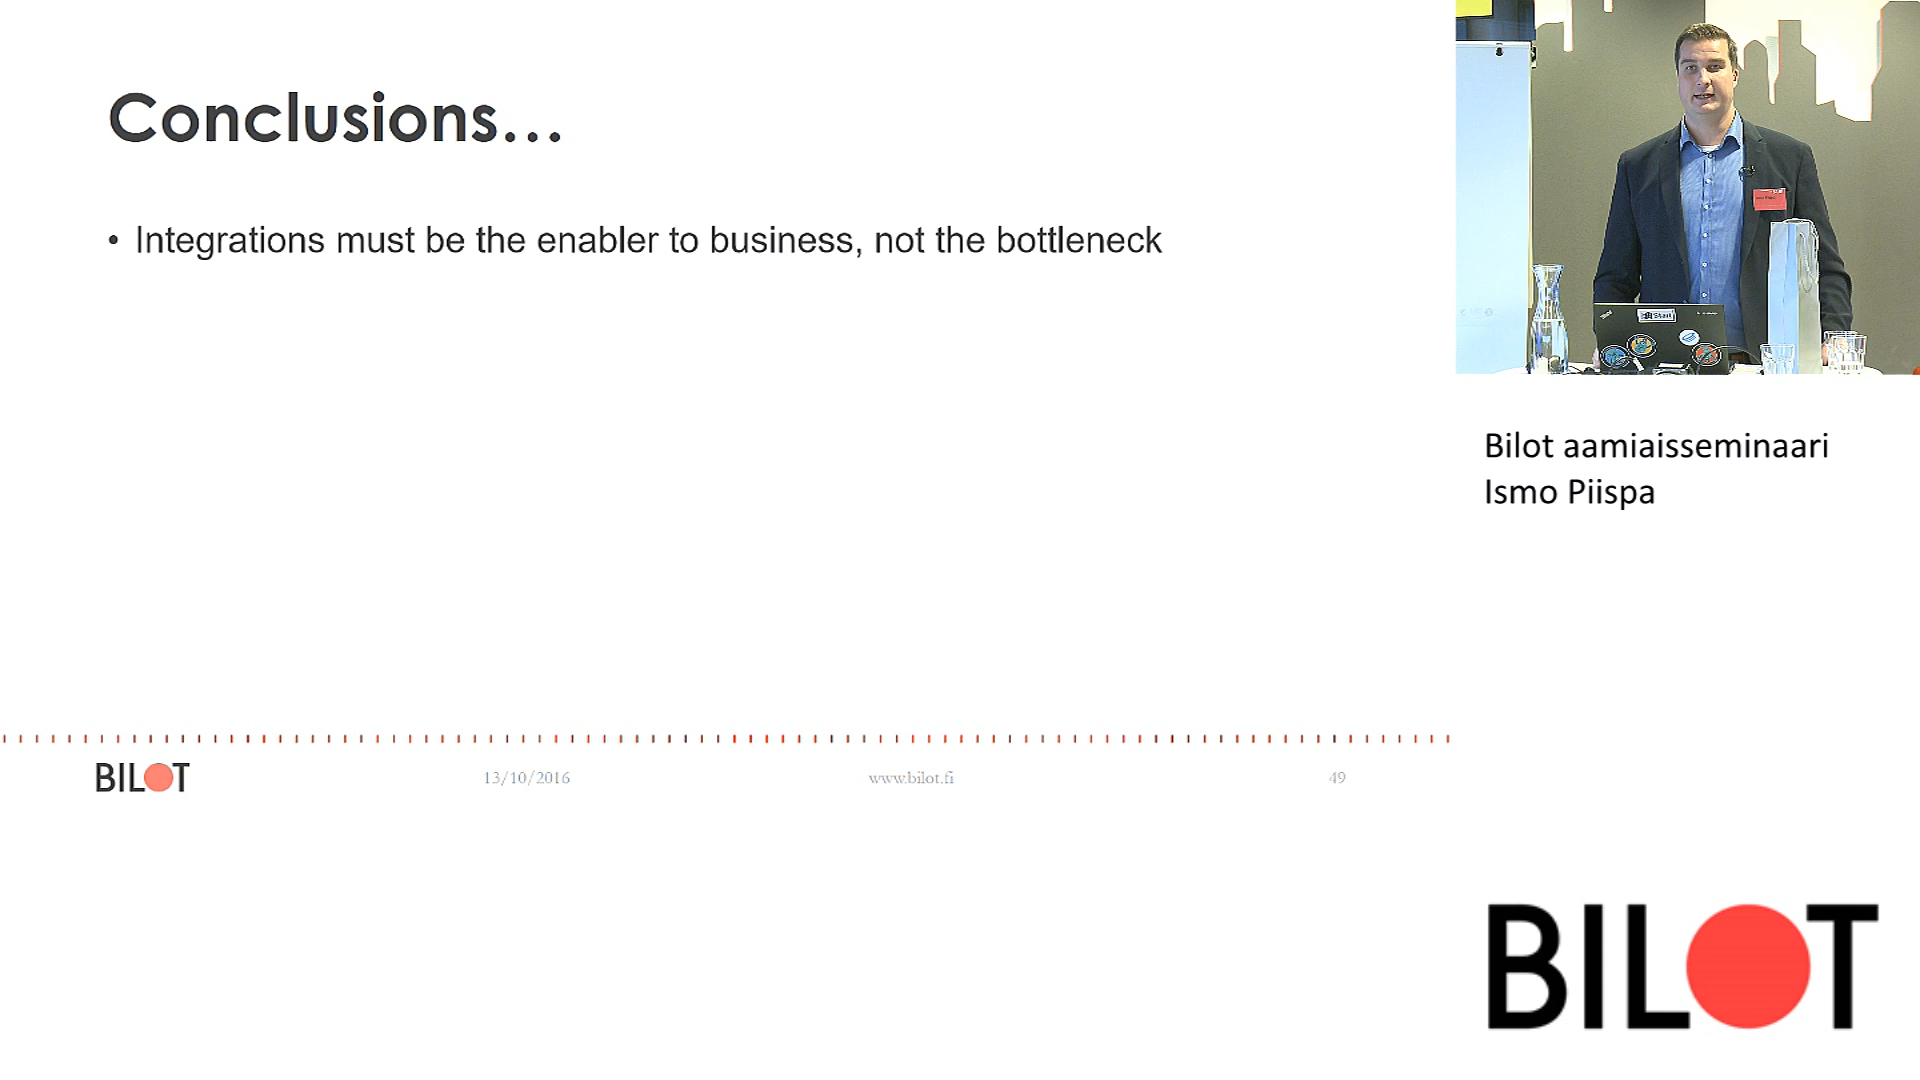 Conclusions...
• Integrations must be the enabler to business, not the bottleneck
Bilot aamiaisseminaari
Ismo Piispa
BILOT
13/10/2016
www.bilot.fi
49
BILOT